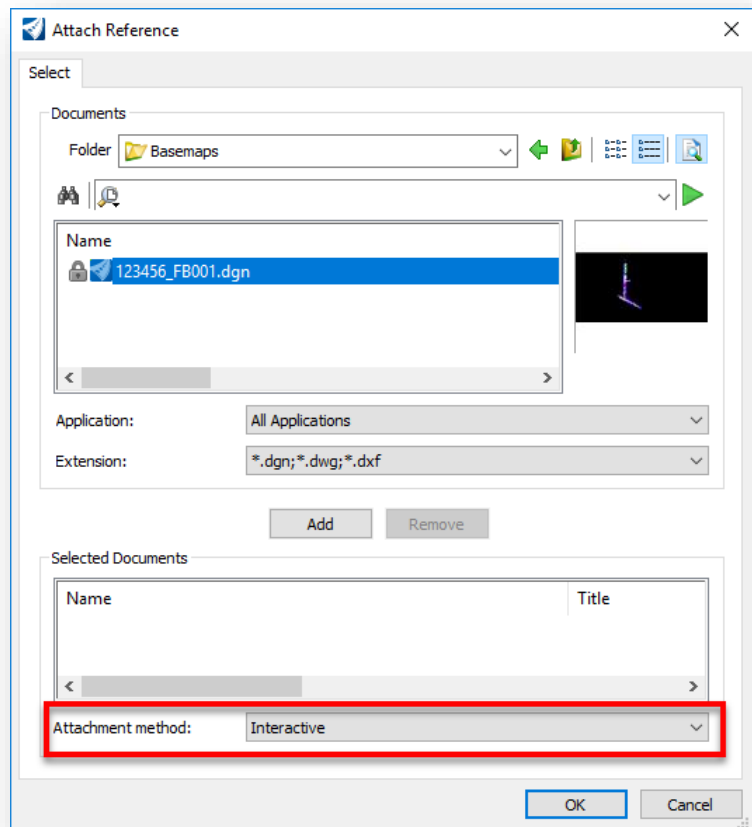 Attach Reference
Select
Documents
Folder Basemaps
Name
123456_FB001.dgn
Application: All Applications
Extension: *.dgn;*.dwg;*.dxf
Add Remove
Selected Documents
Name Title
Attachment method: Interactive
OK Cancel